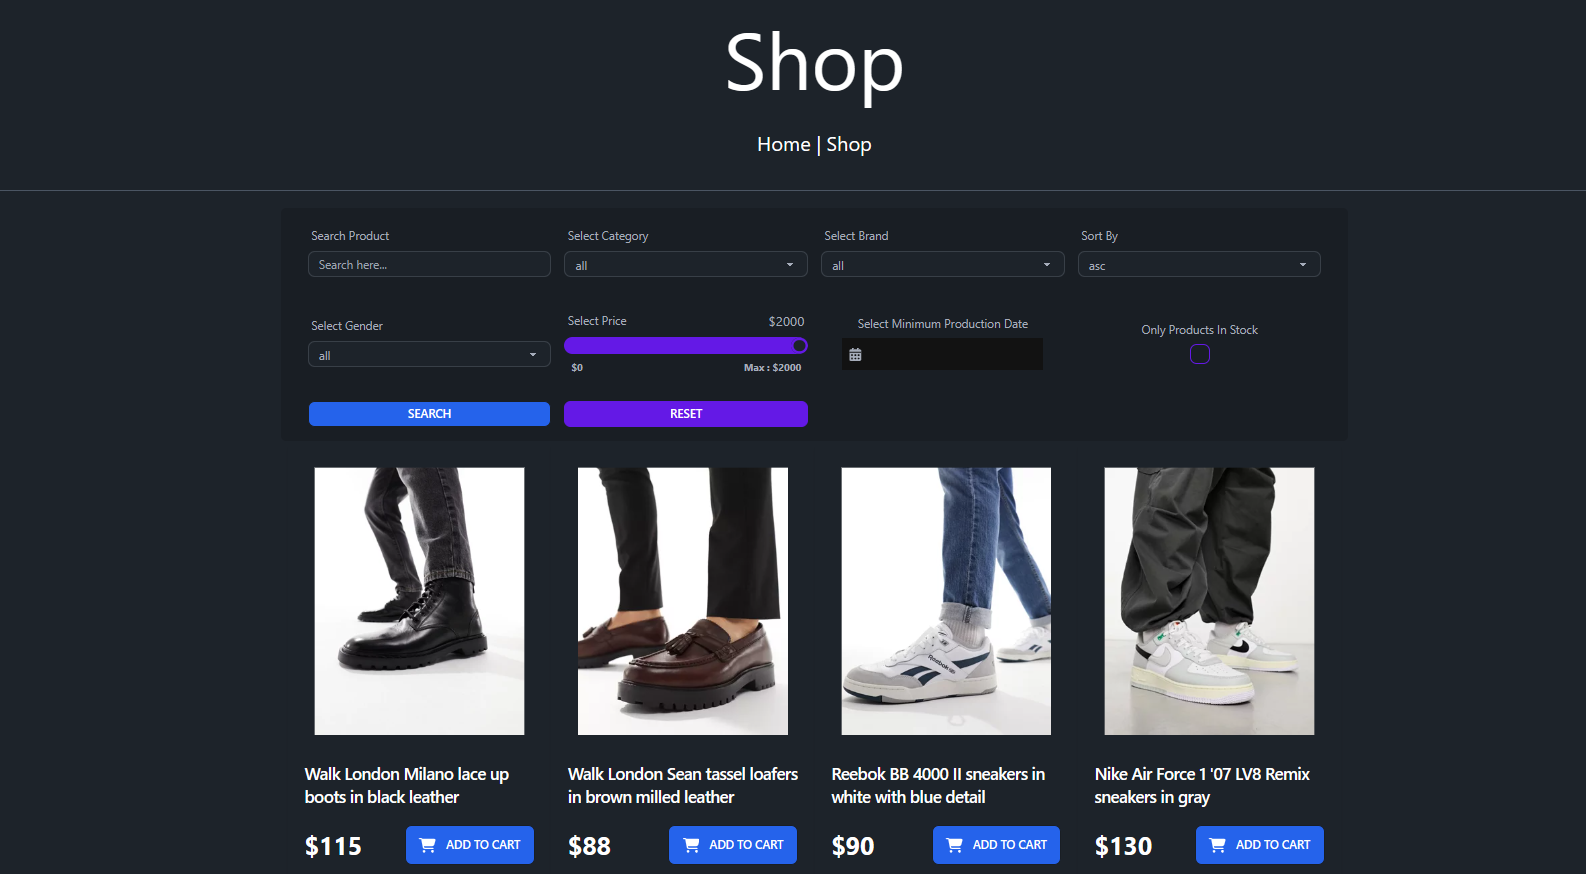 Shop
Home | Shop
Search Product
Select Category
Select Brand
Sort By
Search here...
all
all
asc
Select Gender
Select Price
$2000
Select Minimum Production Date
Only Products In Stock
all
$0
Max : $2000
SEARCH
RESET
Reebok
Walk London Milano lace up
boots in black leather
Walk London Sean tassel loafers
in brown milled leather
Reebok BB 4000 II sneakers in
white with blue detail
Nike Air Force 1 '07 LV8 Remix
sneakers in gray
$115
ADD TO CART
$88
ADD TO CART
$90
ADD TO CART
$130
ADD TO CART